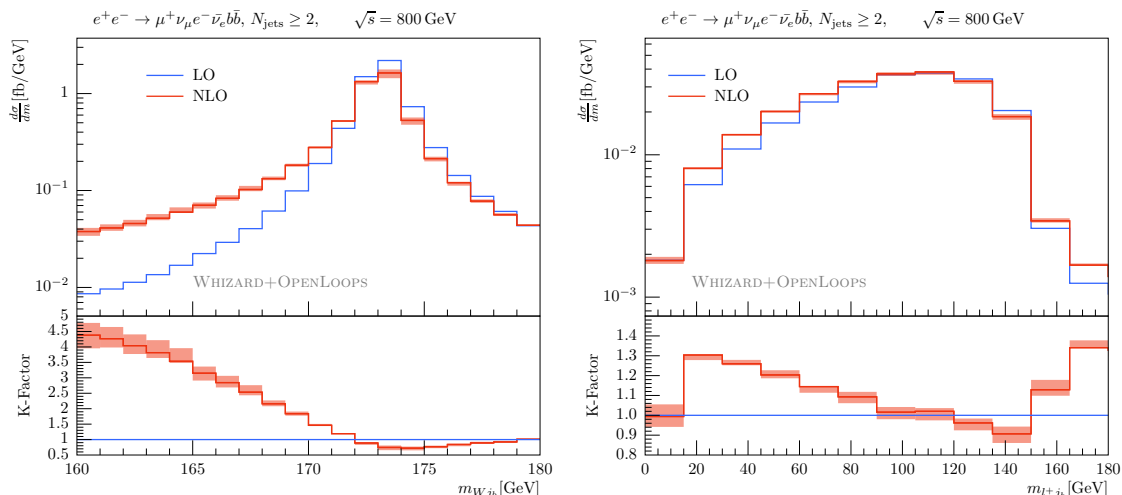 e⁺e⁻ → μ⁺ν_μe⁻ν̄_e bb̄, N_jets ≥ 2, √s = 800 GeV
dσ/dm [fb/GeV]
1
10⁻¹
10⁻²
LO
NLO
WHIZARD+OPENLOOPS
K-Factor
5
4.5
4
3.5
3
2.5
2
1.5
1
0.5
160 165 170 175 180
[GeV]
e⁺e⁻ → μ⁺ν_μe⁻ν̄_e bb̄, N_jets ≥ 2, √s = 800 GeV
dσ/dm [fb/GeV]
10⁻²
10⁻³
LO
NLO
WHIZARD+OPENLOOPS
K-Factor
1.4
1.3
1.2
1.1
1.0
0.9
0.8
0 20 40 60 80 100 120 140 160 180
[GeV]